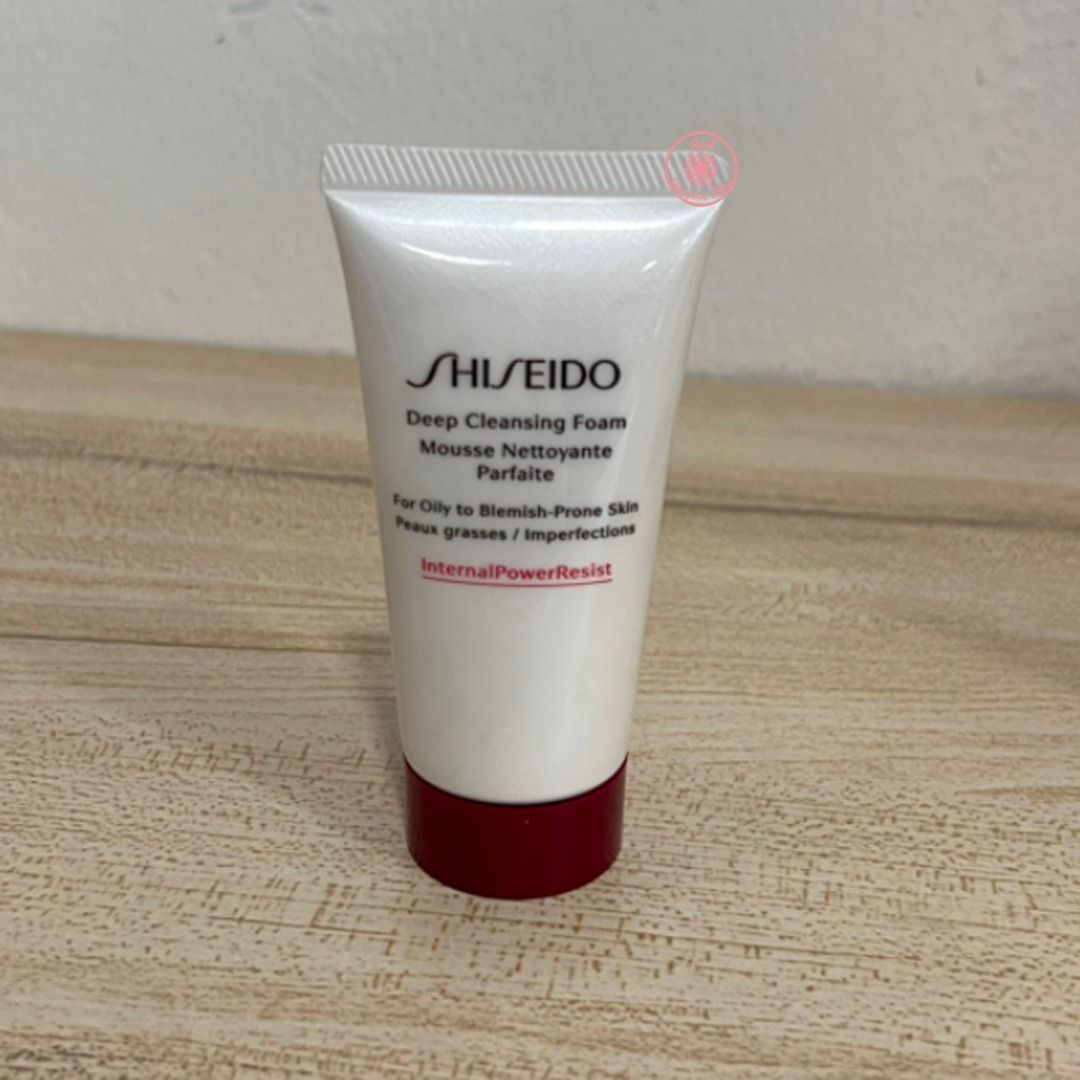 SHISEIDO
Deep Cleansing Foam
Mousse Nettoyante
Parfaite
For Oily to Blemish-Prone Skin
Peaux grasses / Imperfections
InternalPowerResist